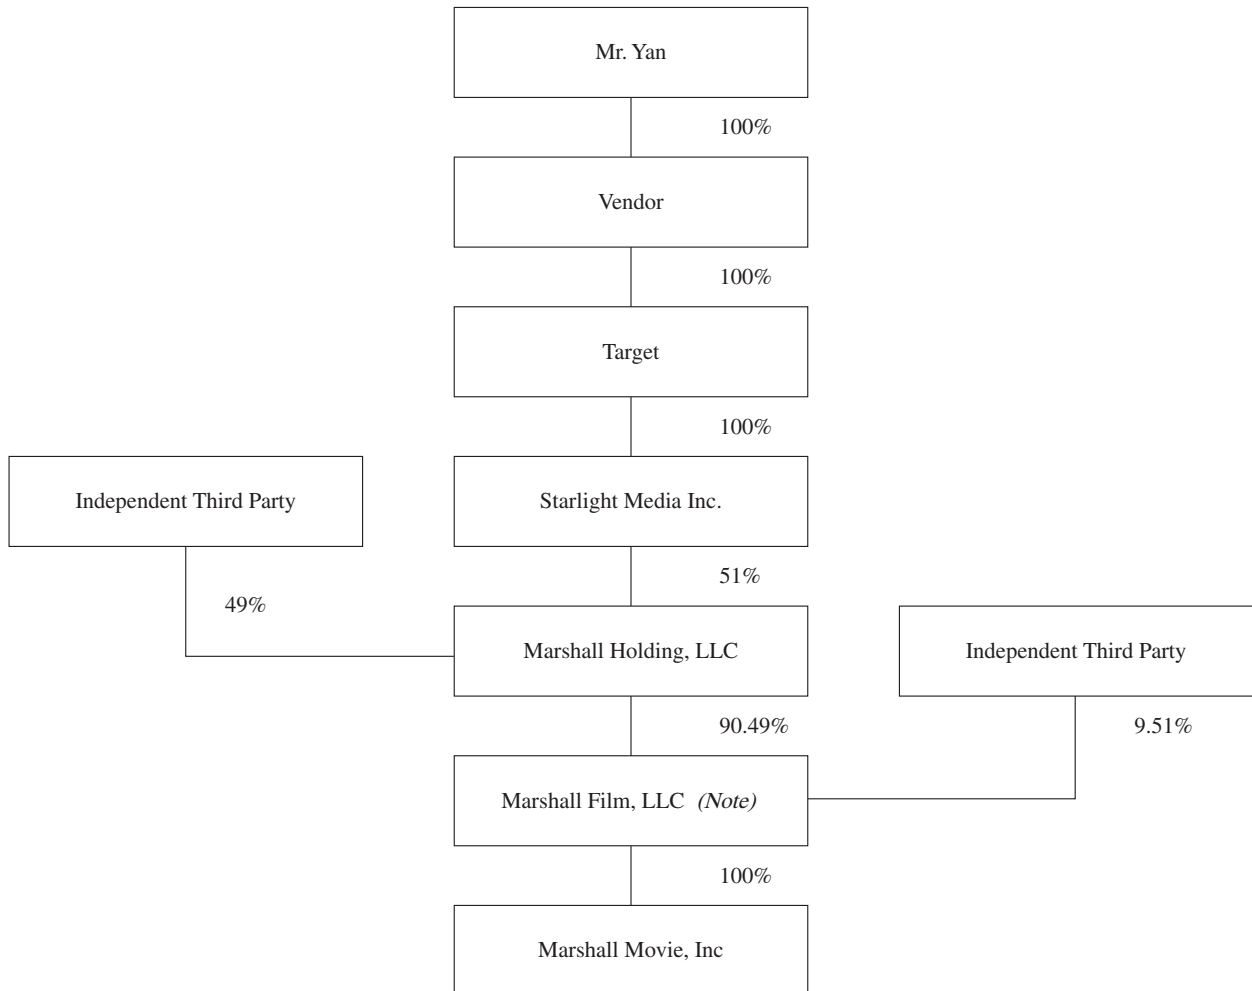 Mr. Yan
100%
Vendor
100%
Target
100%
Independent Third Party
Starlight Media Inc.
51%
49%
Marshall Holding, LLC
Independent Third Party
90.49%
9.51%
Marshall Film, LLC (Note)
100%
Marshall Movie, Inc